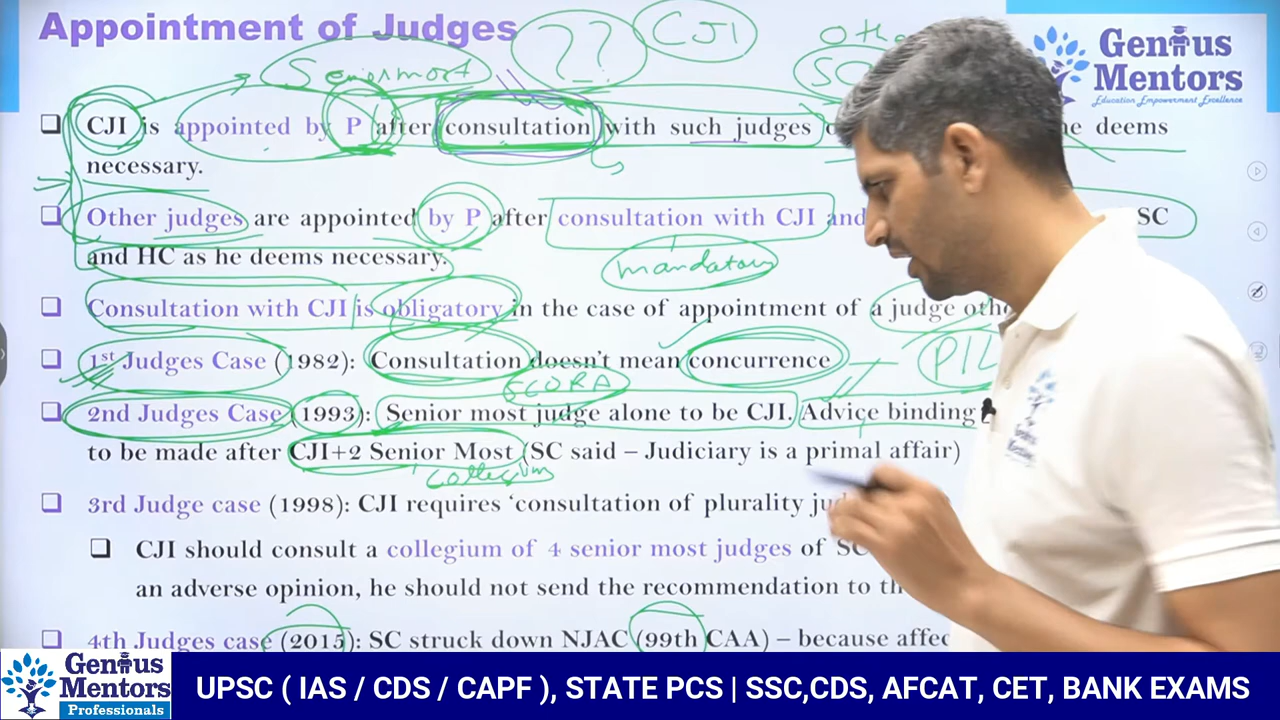 Appointment of Judges
Seniormost
??
CJI
Othe
Genius
Mentors
Education Empowerment Excellence
CJI is appointed by P after consultation with such judges
he deems
necessary.
Other judges are appointed by P after consultation with CJI and
SC
and HC as he deems necessary.
mandatory
Consultation with CJI is obligatory in the case of appointment of a judge othe
1st Judges Case (1982): Consultation doesn't mean concurrence
PIL
2nd Judges Case (1993): Senior most judge alone to be CJI. Advice binding
to be made after CJI+2 Senior Most (SC said – Judiciary is a primal affair)
collegium
3rd Judge case (1998): CJI requires 'consultation of plurality ju
CJI should consult a collegium of 4 senior most judges of SC
an adverse opinion, he should not send the recommendation to th
4th Judges case (2015): SC struck down NJAC (99th CAA) – because affec
Genius
Mentors
Professionals
UPSC ( IAS / CDS / CAPF ), STATE PCS | SSC,CDS, AFCAT, CET, BANK EXAMS